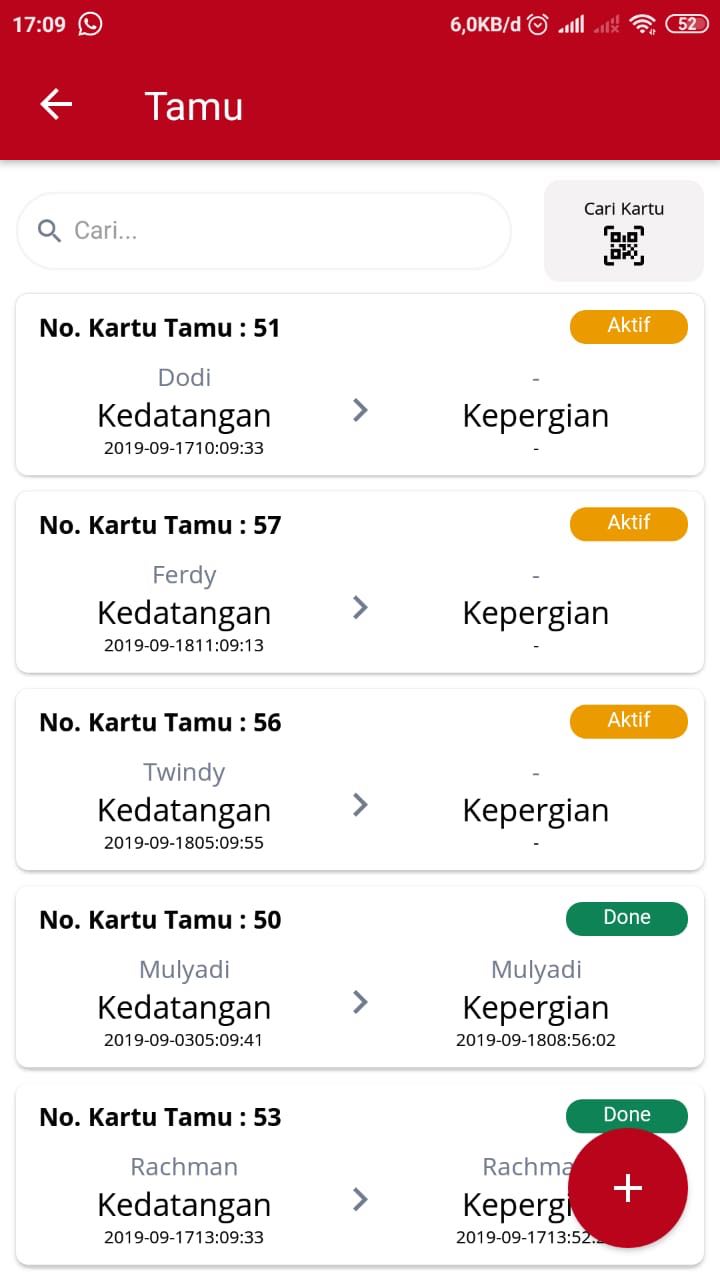 17:09 6,0KB/d 52
Tamu
Cari...
Cari Kartu
No. Kartu Tamu : 51 Aktif
Dodi -
Kedatangan Kepergian
2019-09-1710:09:33 -
No. Kartu Tamu : 57 Aktif
Ferdy -
Kedatangan Kepergian
2019-09-1811:09:13 -
No. Kartu Tamu : 56 Aktif
Twindy -
Kedatangan Kepergian
2019-09-1805:09:55 -
No. Kartu Tamu : 50 Done
Mulyadi Mulyadi
Kedatangan Kepergian
2019-09-0305:09:41 2019-09-1808:56:02
No. Kartu Tamu : 53 Done
Rachman Rachma
Kedatangan Kepergi
2019-09-1713:09:33 2019-09-1713:52: